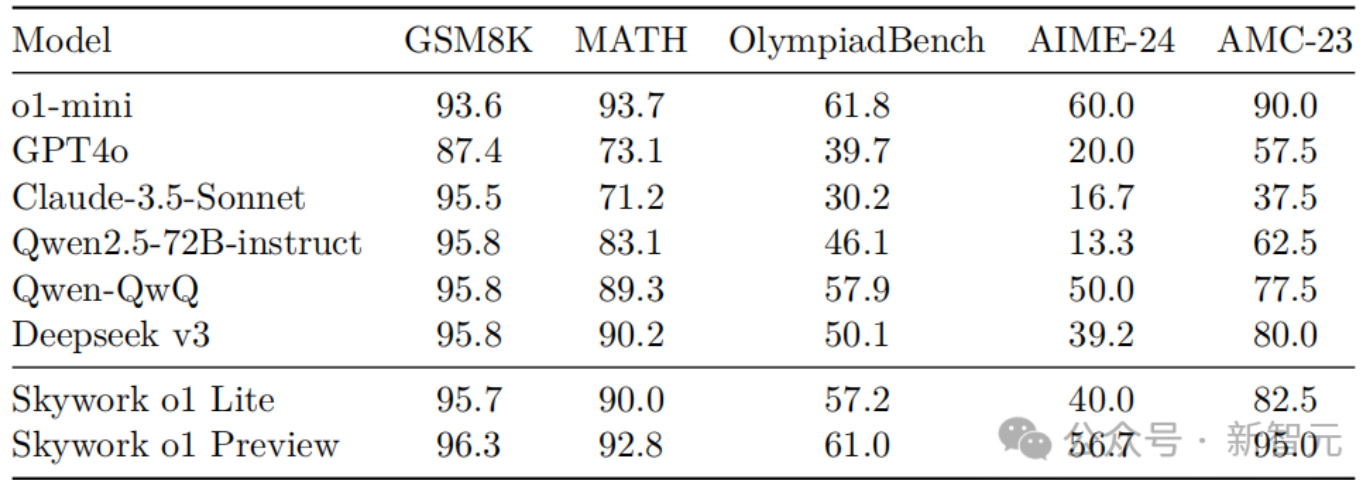 Model GSM8K MATH OlympiadBench AIME-24 AMC-23
o1-mini 93.6 93.7 61.8 60.0 90.0
GPT4o 87.4 73.1 39.7 20.0 57.5
Claude-3.5-Sonnet 95.5 71.2 30.2 16.7 37.5
Qwen2.5-72B-instruct 95.8 83.1 46.1 13.3 62.5
Qwen-QwQ 95.8 89.3 57.9 50.0 77.5
Deepseek v3 95.8 90.2 50.1 39.2 80.0
Skywork o1 Lite 95.7 90.0 57.2 40.0 82.5
Skywork o1 Preview 96.3 92.8 61.0 56.7 95.0
公众号 · 新智元